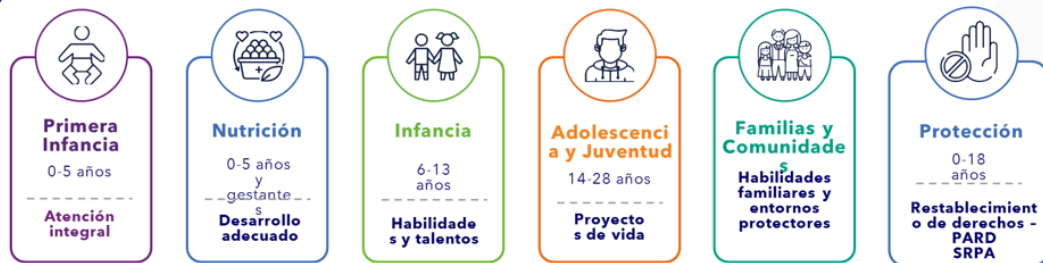 Primera
Infancia
0-5 años
Atención
integral
Nutrición
0-5 años
y
gestante
s
Desarrollo
adecuado
Infancia
6-13
años
Habilidade
s y talentos
Adolescenci
a y Juventud
14-28 años
Proyecto
s de vida
Familias y
Comunidade
s
Habilidades
familiares y
entornos
protectores
Protección
0-18
años
Restablecimient
o de derechos –
PARD
SRPA